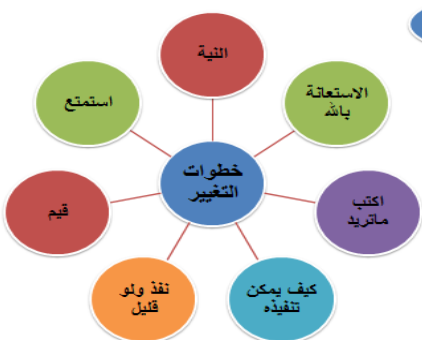 خطوات
التغيير
النية
الاستعانة
بالله
اكتب
ماتريد
كيف يمكن
تنفيذه
نفذ ولو
قليل
قيم
استمتع